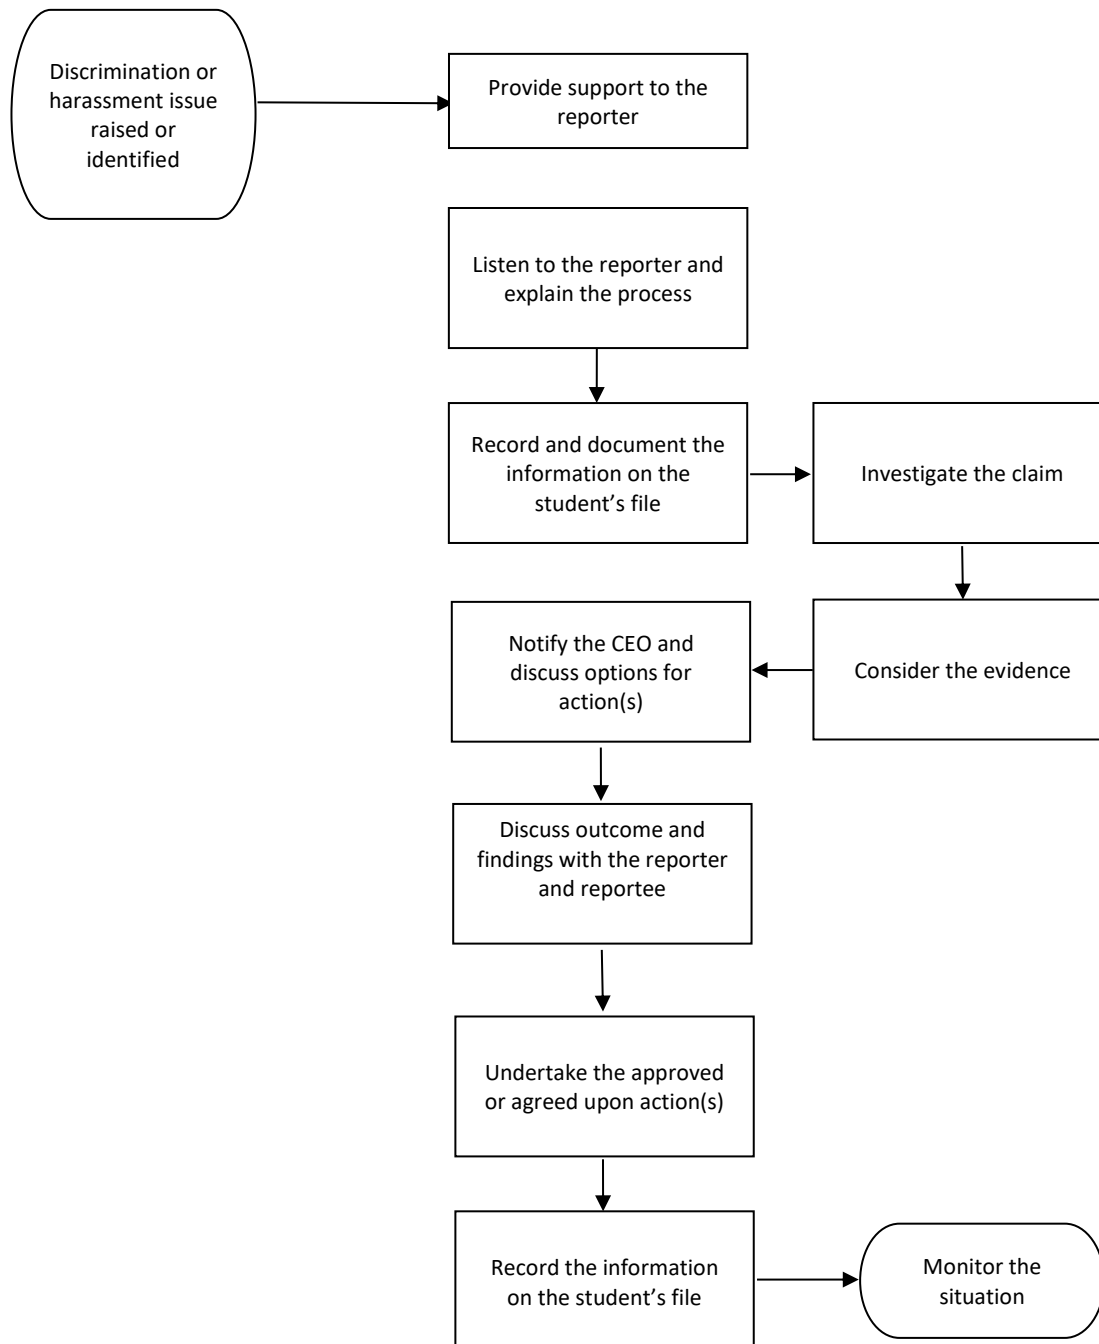 Discrimination or
harassment issue
raised or
identified
Provide support to the
reporter
Listen to the reporter and
explain the process
Record and document the
information on the
student’s file
Investigate the claim
Notify the CEO and
discuss options for
action(s)
Consider the evidence
Discuss outcome and
findings with the reporter
and reportee
Undertake the approved
or agreed upon action(s)
Record the information
on the student’s file
Monitor the
situation